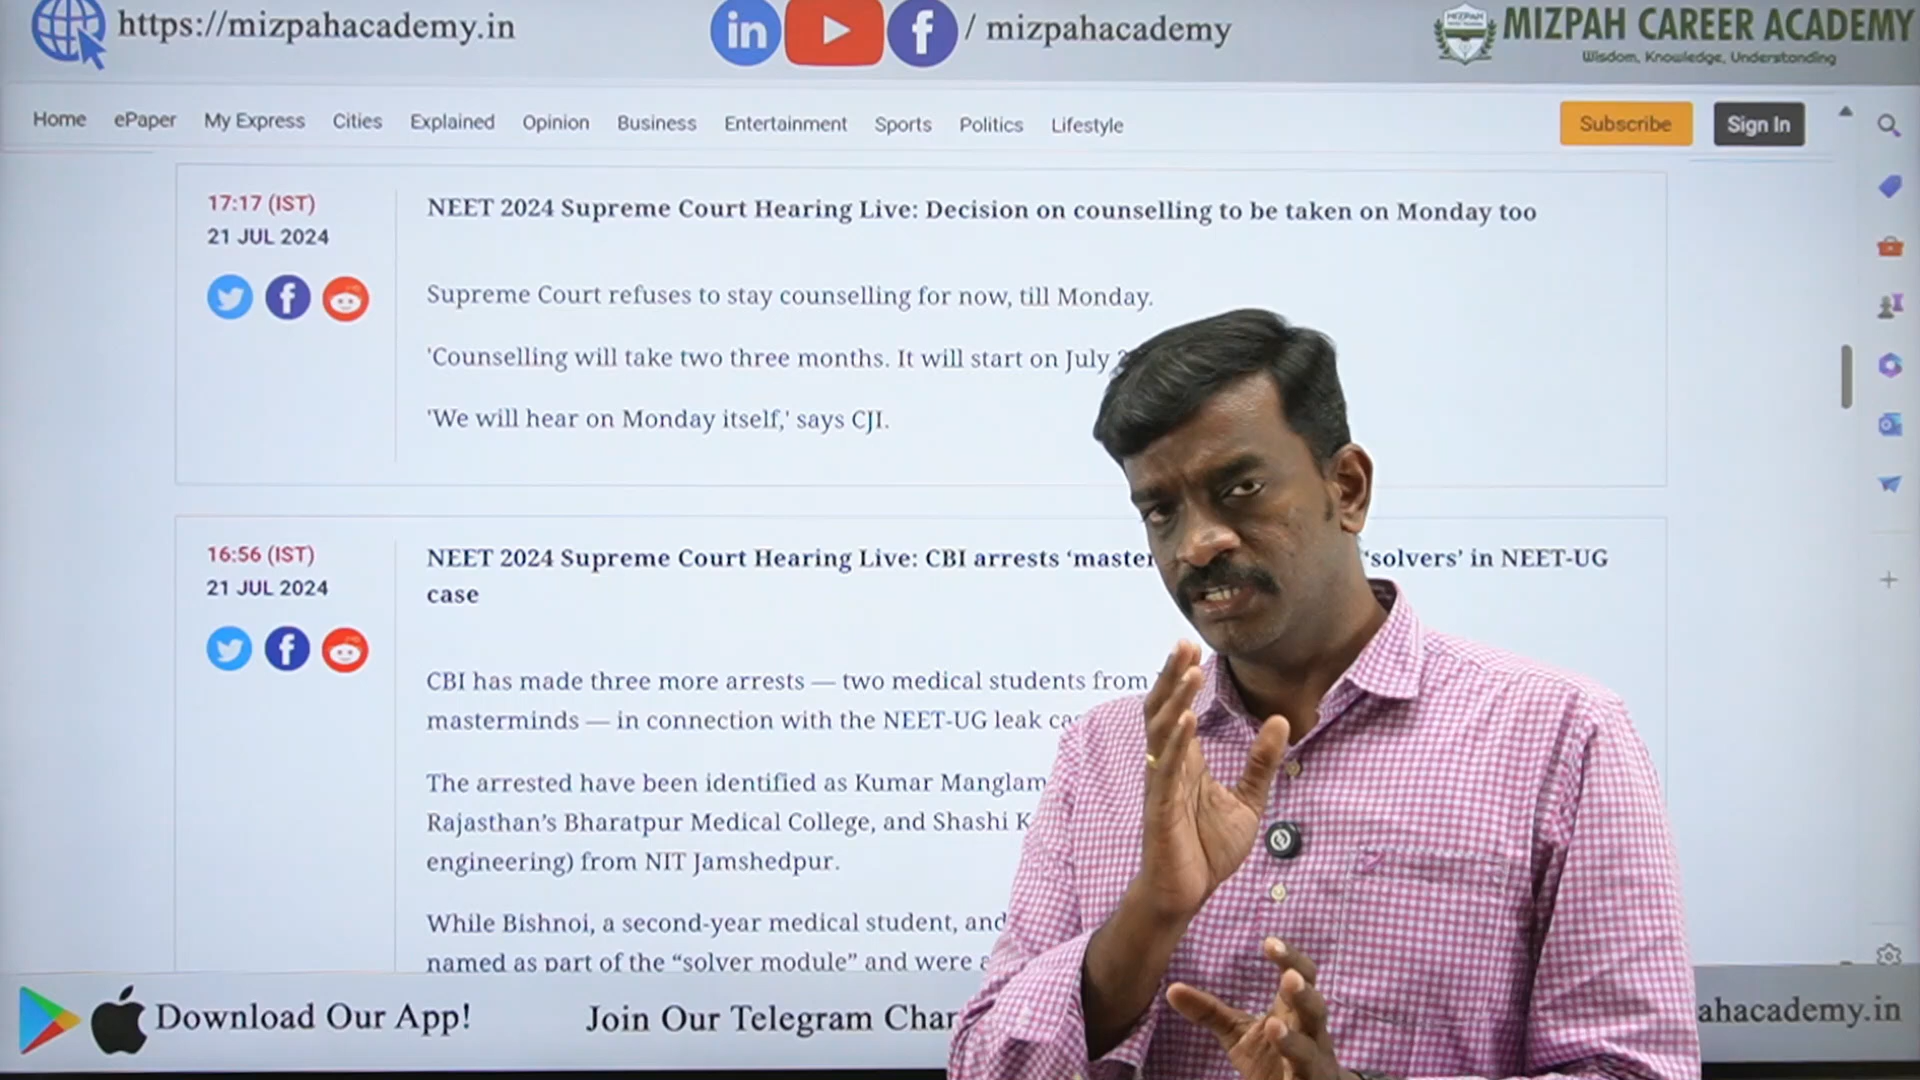 https://mizpahacademy.in
in f / mizpahacademy
MIZPAH
MIZPAH CAREER ACADEMY
Wisdom, Knowledge, Understanding
Home ePaper My Express Cities Explained Opinion Business Entertainment Sports Politics Lifestyle Subscribe Sign In
17:17 (IST)
21 JUL 2024
NEET 2024 Supreme Court Hearing Live: Decision on counselling to be taken on Monday too
Supreme Court refuses to stay counselling for now, till Monday.
'Counselling will take two three months. It will start on July
'We will hear on Monday itself,' says CJI.
16:56 (IST)
21 JUL 2024
NEET 2024 Supreme Court Hearing Live: CBI arrests ‘master ‘solvers’ in NEET-UG
case
CBI has made three more arrests — two medical students from
masterminds — in connection with the NEET-UG leak ca
The arrested have been identified as Kumar Manglam
Rajasthan’s Bharatpur Medical College, and Shashi K
engineering) from NIT Jamshedpur.
While Bishnoi, a second-year medical student, and
named as part of the “solver module” and were a
Download Our App! Join Our Telegram Chan ahacademy.in